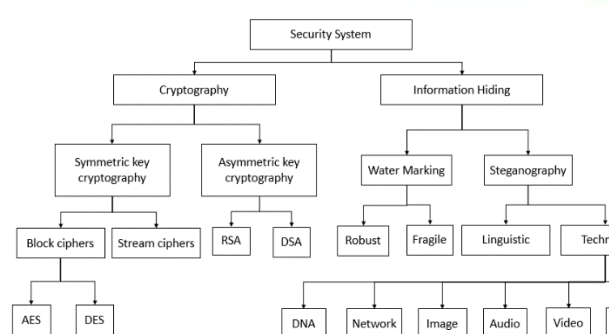 Security System
Cryptography
Information Hiding
Symmetric key
cryptography
Asymmetric key
cryptography
Water Marking
Steganography
Block ciphers
Stream ciphers
RSA
DSA
Robust
Fragile
Linguistic
Techn
AES
DES
DNA
Network
Image
Audio
Video